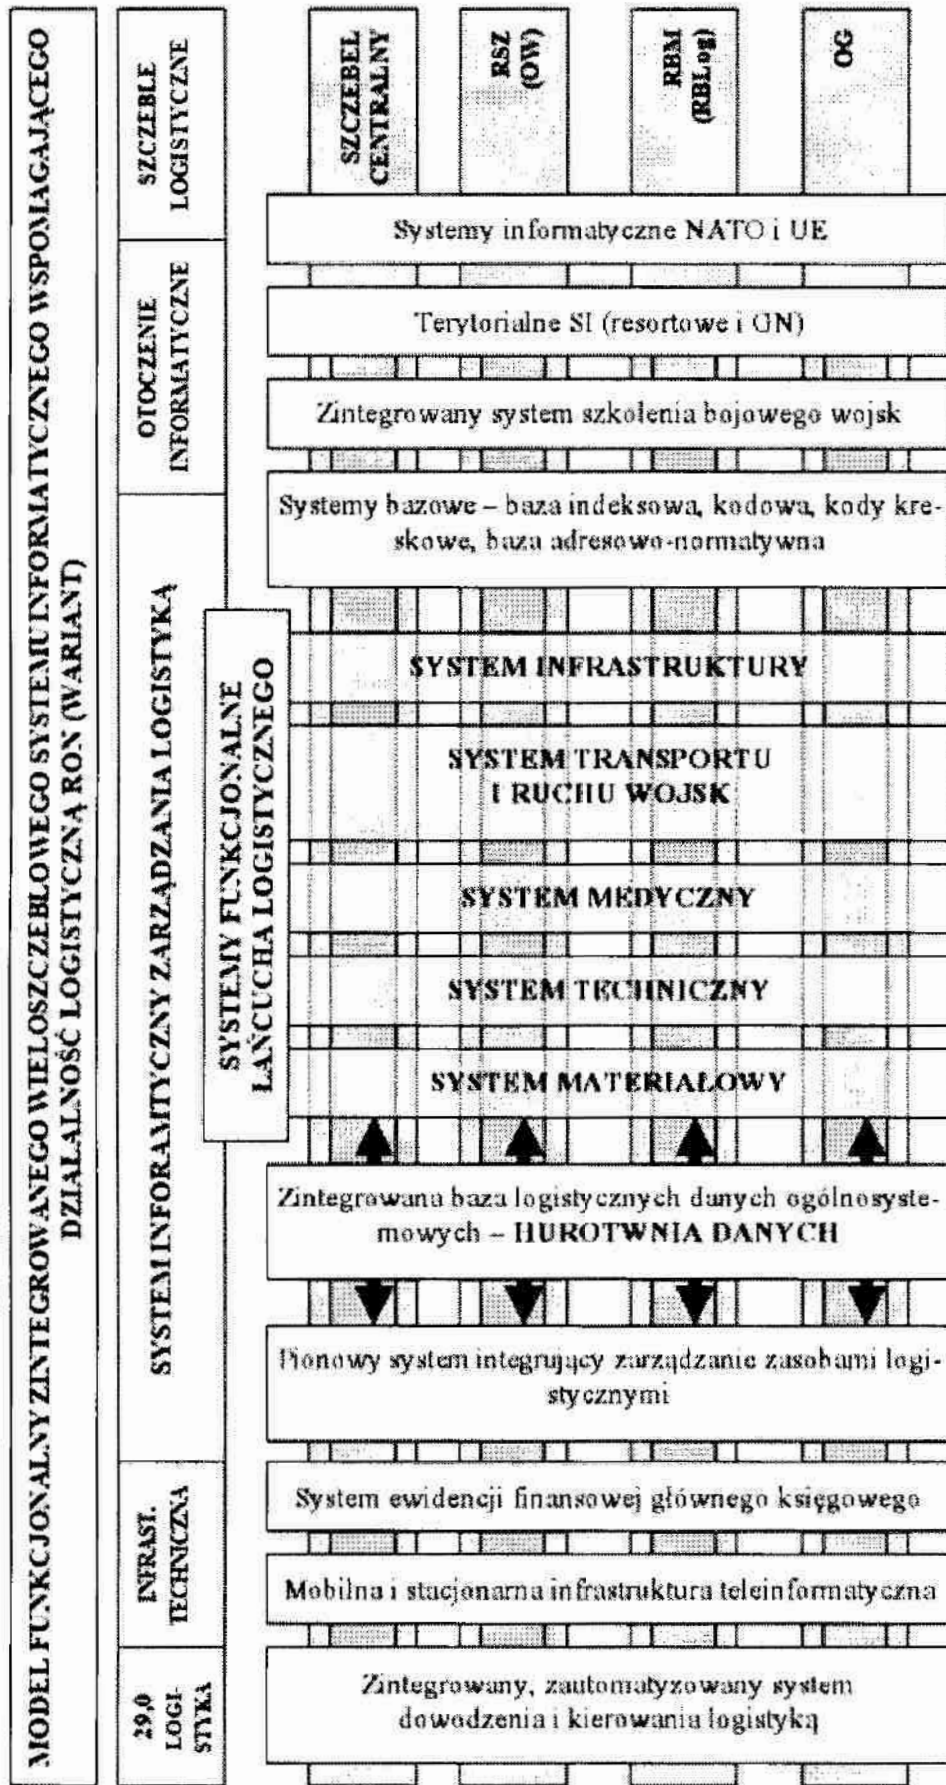 MODEL FUNKCJONALNY ZINTEGROWANEGO WIELOSZCZEBLOWEGO SYSTEMU INFORMATYCZNEGO WSPOMAGAJĄCEGO
DZIAŁALNOŚĆ LOGISTYCZNĄ RON (WARIANT)
SZCZEBLE
LOGISTYCZNE
OTOCZENIE
INFORMATYCZNE
SYSTEM INFORAMTYCZNY ZARZĄDZANIA LOGISTYKĄ
INFRAST.
TECHNICZNA
29,0
LOGI-
STYKA
SZCZEBEL
CENTRALNY
RSZ
(OW)
RBM
(RBLog)
OG
Systemy informatyczne NATO i UE
Terytorialne SI (resortowe i GN)
Zintegrowany system szkolenia bojowego wojsk
Systemy bazowe – baza indeksowa, kodowa, kody kre-
skowe, baza adresowo-normatywna
SYSTEMY FUNKCJONALNE
ŁAŃCUCHA LOGISTYCZNEGO
SYSTEM INFRASTRUKTURY
SYSTEM TRANSPORTU
I RUCHU WOJSK
SYSTEM MEDYCZNY
SYSTEM TECHNICZNY
SYSTEM MATERIAŁOWY
Zintegrowana baza logistycznych danych ogólnosyste-
mowych – HUROTWNIA DANYCH
Pionowy system integrujący zarządzanie zasobami logi-
stycznymi
System ewidencji finansowej głównego księgowego
Mobilna i stacjonarna infrastruktura teleinformatyczna
Zintegrowany, zautomatyzowany system
dowodzenia i kierowania logistyką